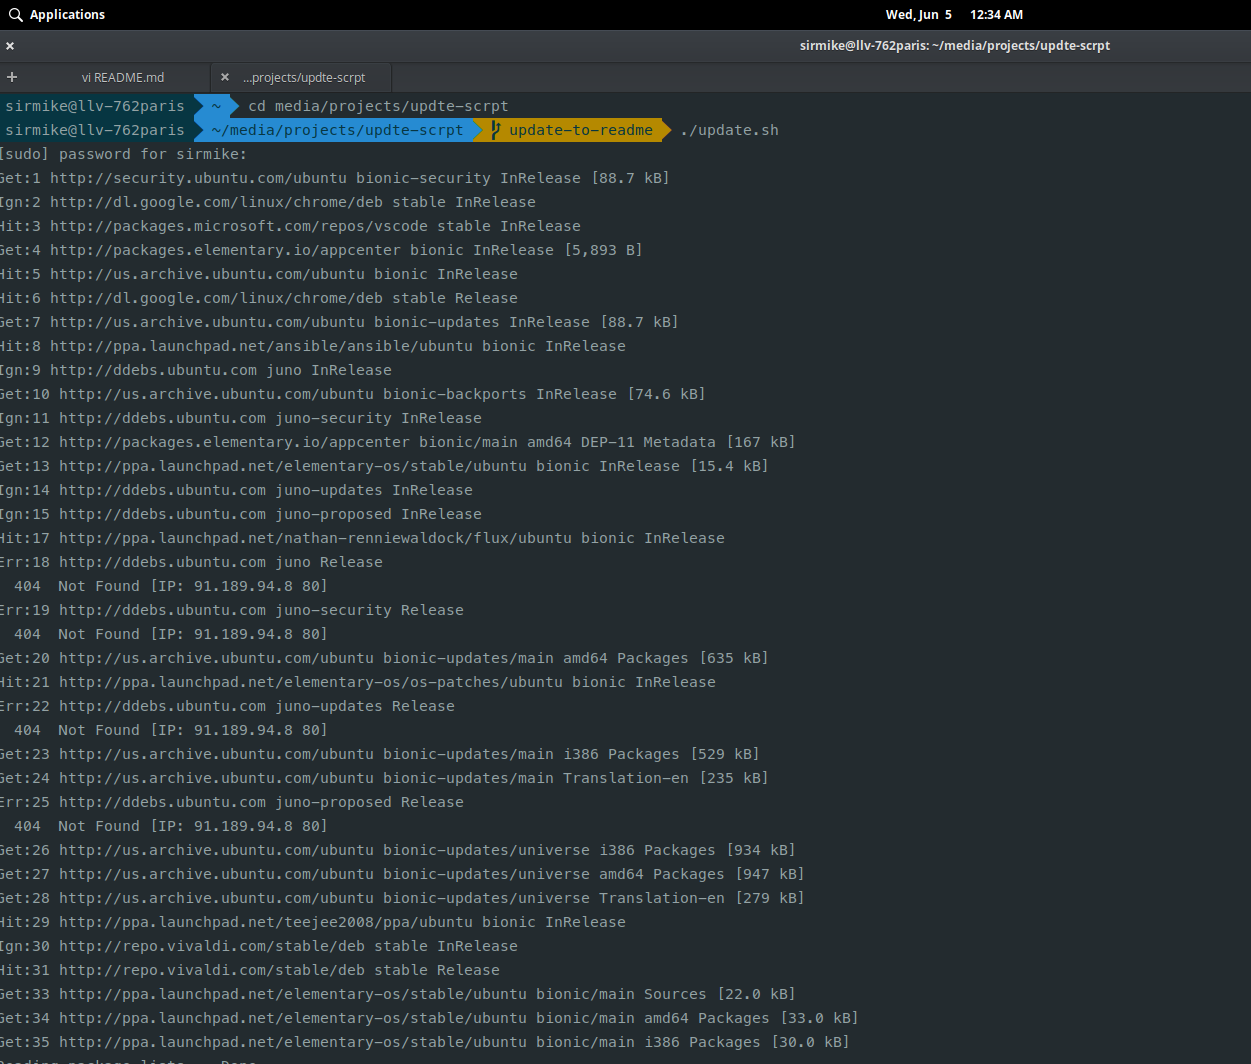 Applications
Wed, Jun 5 12:34 AM
sirmike@llv-762paris: ~/media/projects/updte-scrpt
vi README.md
...projects/updte-scrpt
sirmike@llv-762paris ~ cd media/projects/updte-scrpt
sirmike@llv-762paris ~/media/projects/updte-scrpt update-to-readme ./update.sh
[sudo] password for sirmike:
Get:1 http://security.ubuntu.com/ubuntu bionic-security InRelease [88.7 kB]
Ign:2 http://dl.google.com/linux/chrome/deb stable InRelease
Hit:3 http://packages.microsoft.com/repos/vscode stable InRelease
Get:4 http://packages.elementary.io/appcenter bionic InRelease [5,893 B]
Hit:5 http://us.archive.ubuntu.com/ubuntu bionic InRelease
Hit:6 http://dl.google.com/linux/chrome/deb stable Release
Get:7 http://us.archive.ubuntu.com/ubuntu bionic-updates InRelease [88.7 kB]
Hit:8 http://ppa.launchpad.net/ansible/ansible/ubuntu bionic InRelease
Ign:9 http://ddebs.ubuntu.com juno InRelease
Get:10 http://us.archive.ubuntu.com/ubuntu bionic-backports InRelease [74.6 kB]
Ign:11 http://ddebs.ubuntu.com juno-security InRelease
Get:12 http://packages.elementary.io/appcenter bionic/main amd64 DEP-11 Metadata [167 kB]
Get:13 http://ppa.launchpad.net/elementary-os/stable/ubuntu bionic InRelease [15.4 kB]
Ign:14 http://ddebs.ubuntu.com juno-updates InRelease
Ign:15 http://ddebs.ubuntu.com juno-proposed InRelease
Hit:17 http://ppa.launchpad.net/nathan-renniewaldock/flux/ubuntu bionic InRelease
Err:18 http://ddebs.ubuntu.com juno Release
404 Not Found [IP: 91.189.94.8 80]
Err:19 http://ddebs.ubuntu.com juno-security Release
404 Not Found [IP: 91.189.94.8 80]
Get:20 http://us.archive.ubuntu.com/ubuntu bionic-updates/main amd64 Packages [635 kB]
Hit:21 http://ppa.launchpad.net/elementary-os/os-patches/ubuntu bionic InRelease
Err:22 http://ddebs.ubuntu.com juno-updates Release
404 Not Found [IP: 91.189.94.8 80]
Get:23 http://us.archive.ubuntu.com/ubuntu bionic-updates/main i386 Packages [529 kB]
Get:24 http://us.archive.ubuntu.com/ubuntu bionic-updates/main Translation-en [235 kB]
Err:25 http://ddebs.ubuntu.com juno-proposed Release
404 Not Found [IP: 91.189.94.8 80]
Get:26 http://us.archive.ubuntu.com/ubuntu bionic-updates/universe i386 Packages [934 kB]
Get:27 http://us.archive.ubuntu.com/ubuntu bionic-updates/universe amd64 Packages [947 kB]
Get:28 http://us.archive.ubuntu.com/ubuntu bionic-updates/universe Translation-en [279 kB]
Hit:29 http://ppa.launchpad.net/teejee2008/ppa/ubuntu bionic InRelease
Ign:30 http://repo.vivaldi.com/stable/deb stable InRelease
Hit:31 http://repo.vivaldi.com/stable/deb stable Release
Get:33 http://ppa.launchpad.net/elementary-os/stable/ubuntu bionic/main Sources [22.0 kB]
Get:34 http://ppa.launchpad.net/elementary-os/stable/ubuntu bionic/main amd64 Packages [33.0 kB]
Get:35 http://ppa.launchpad.net/elementary-os/stable/ubuntu bionic/main i386 Packages [30.0 kB]